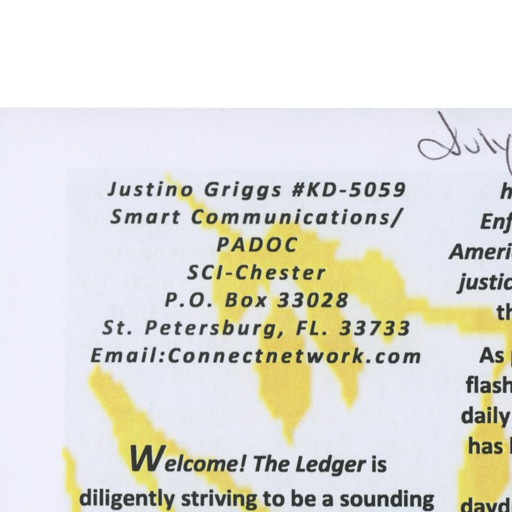 July
Justino Griggs #KD-5059
Smart Communications/
PADOC
SCI-Chester
P.O. Box 33028
St. Petersburg, FL. 33733
Email:Connectnetwork.com
Welcome! The Ledger is
diligently striving to be a sounding
h
Enf
Ameri
justic
th
As
flash
daily
has